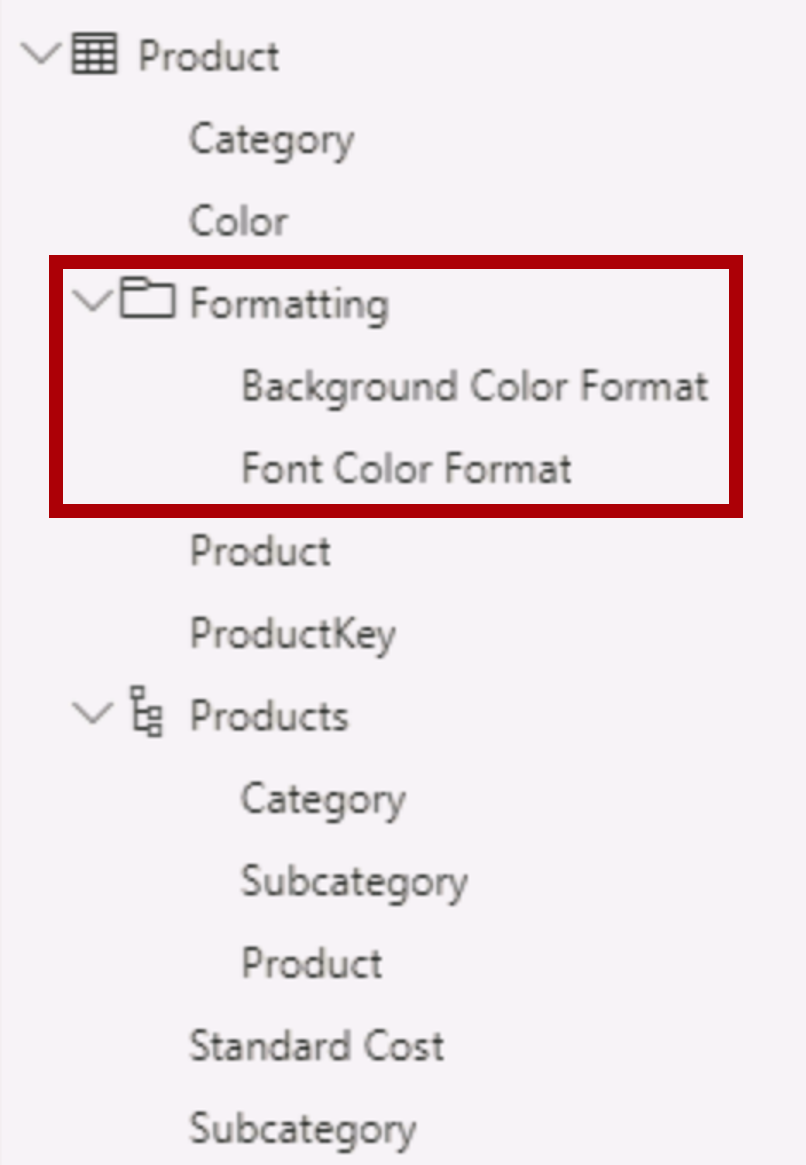 Product
Category
Color
Formatting
Background Color Format
Font Color Format
Product
ProductKey
Products
Category
Subcategory
Product
Standard Cost
Subcategory